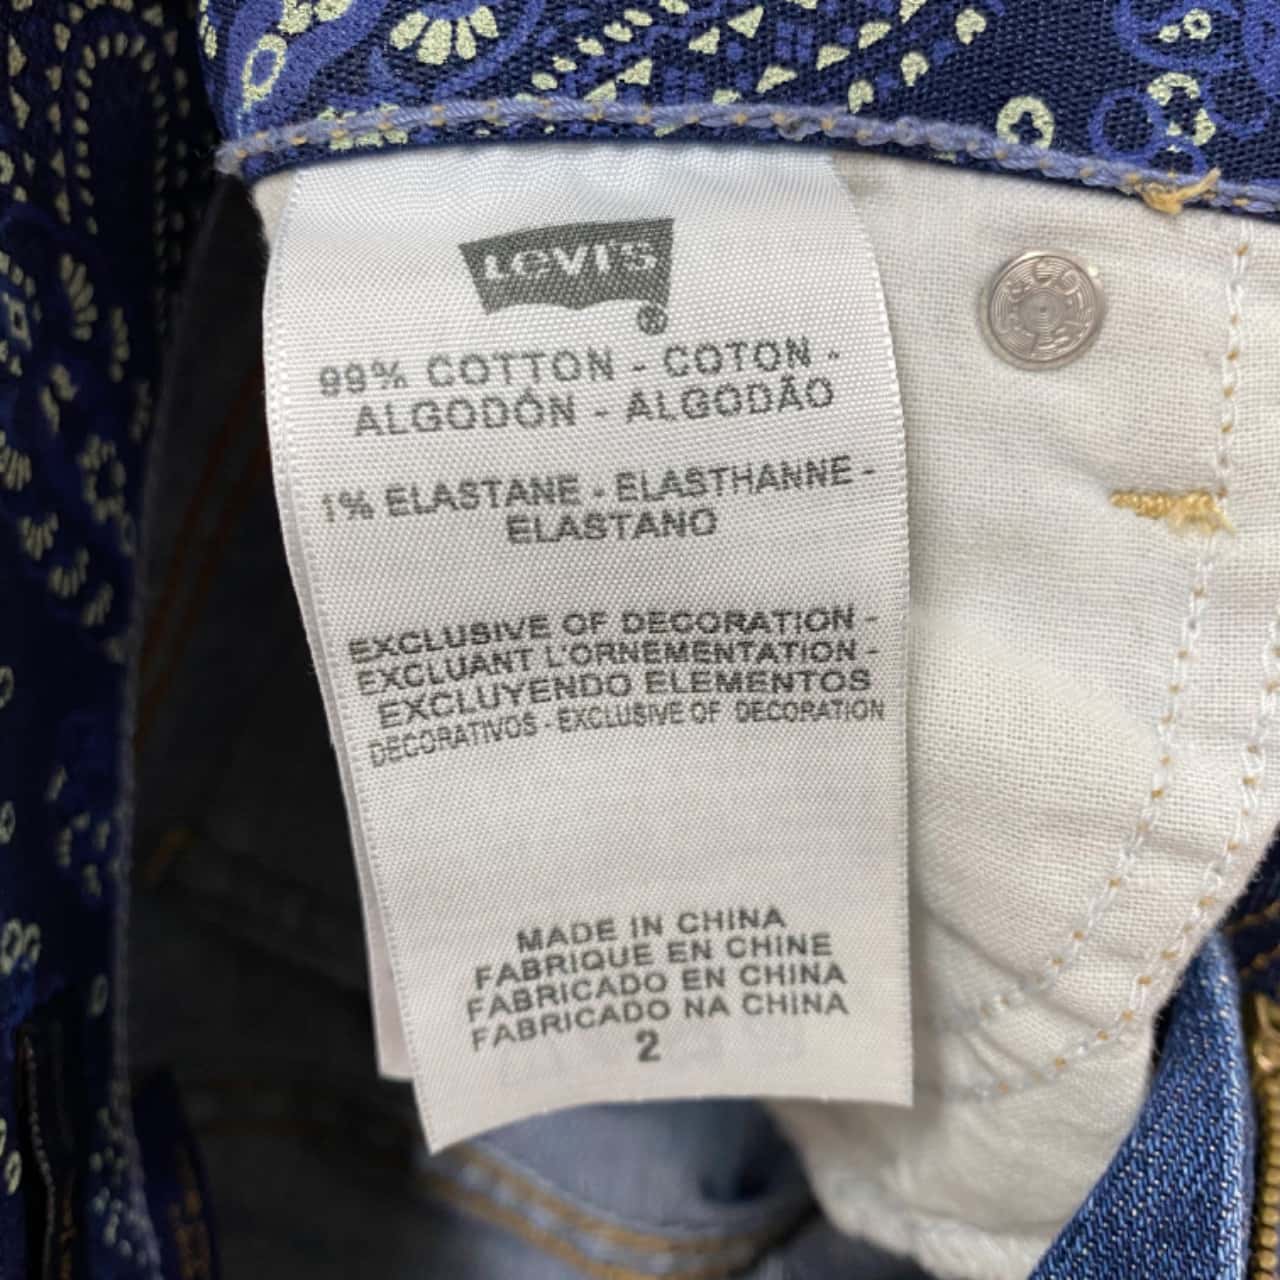 LEVI'S
®
99% COTTON - COTON -
ALGODÓN - ALGODÃO
1% ELASTANE - ELASTHANNE -
ELASTANO
EXCLUSIVE OF DECORATION -
EXCLUANT L'ORNEMENTATION -
EXCLUYENDO ELEMENTOS
DECORATIVOS - EXCLUSIVE OF DECORATION
MADE IN CHINA
FABRIQUE EN CHINE
FABRICADO EN CHINA
FABRICADO NA CHINA
2